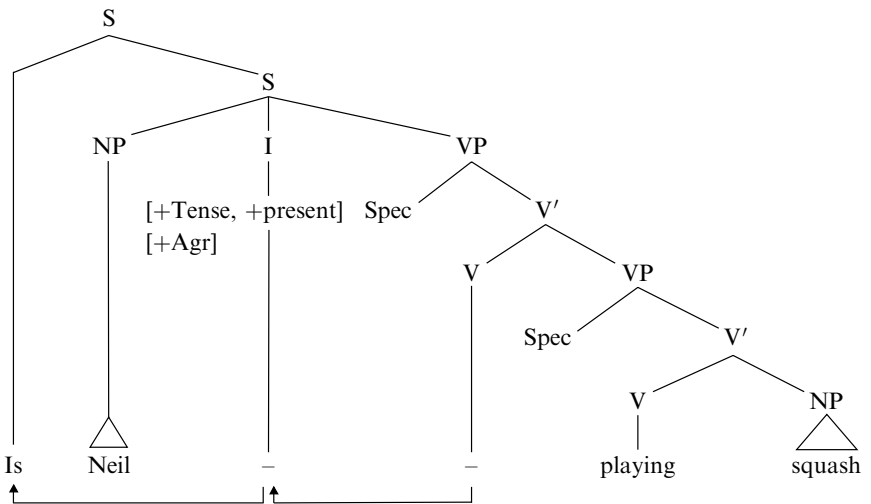 S
S
NP I VP
[+Tense, +present] Spec V′
[+Agr]
V VP
Spec V′
V NP
Is Neil – – playing squash